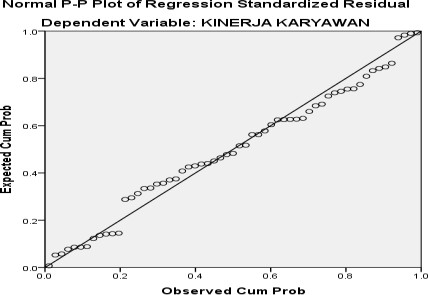 Normal P-P Plot of Regression Standardized Residual
Dependent Variable: KINERJA KARYAWAN
1.0
0.8
0.6
0.4
0.2
0.0
Expected Cum Prob
0.0 0.2 0.4 0.6 0.8 1.0
Observed Cum Prob